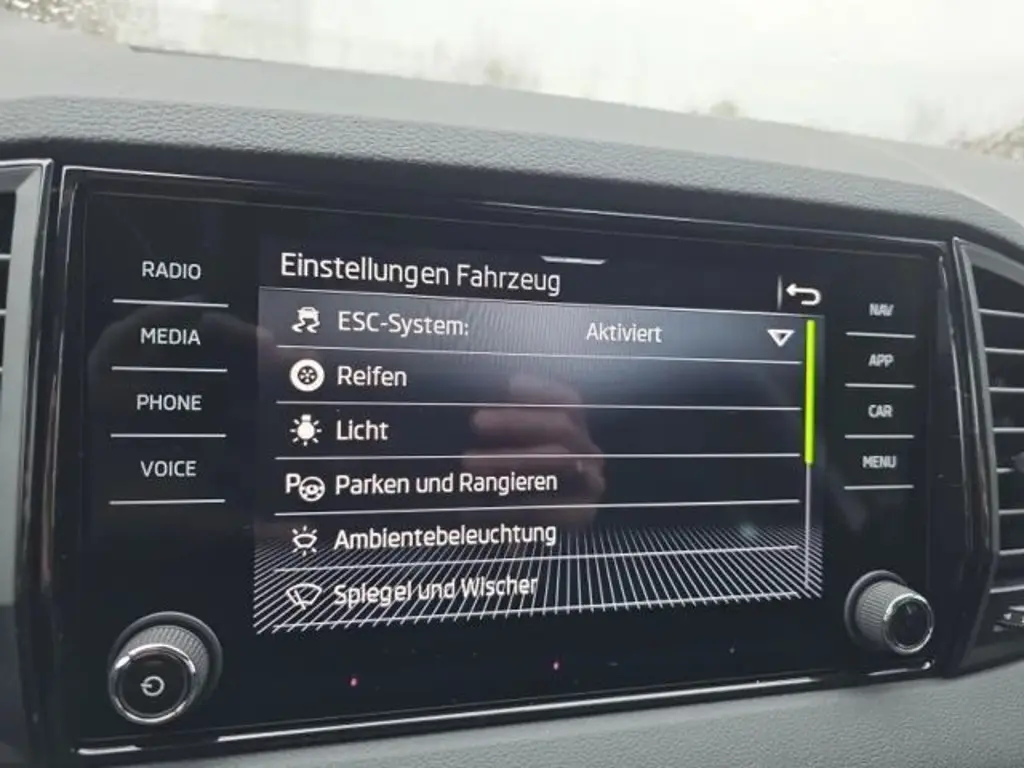 RADIO
MEDIA
PHONE
VOICE
Einstellungen Fahrzeug
ESC-System: Aktiviert
Reifen
Licht
Parken und Rangieren
Ambientebeleuchtung
Spiegel und Wischer
NAV
APP
CAR
MENU